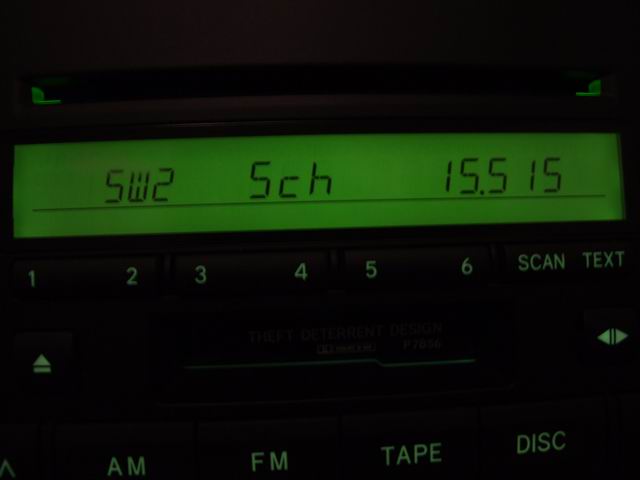 SW2 Sch 15.515
1 2 3 4 5 6 SCAN TEXT
THEFT DETERRENT DESIGN
P7856
AM FM TAPE DISC